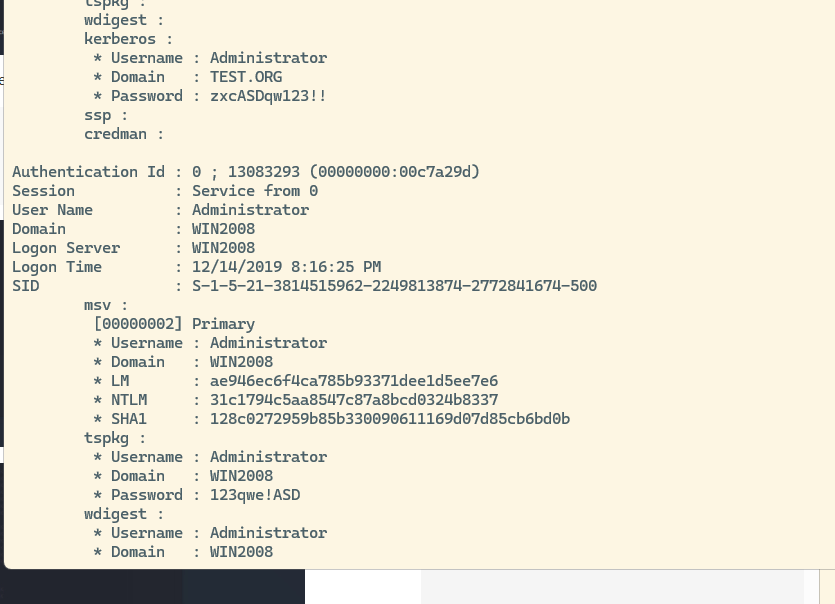 tspkg :
wdigest :
kerberos :
* Username : Administrator
* Domain : TEST.ORG
* Password : zxcASDqw123!!
ssp :
credman :
Authentication Id : 0 ; 13083293 (00000000:00c7a29d)
Session : Service from 0
User Name : Administrator
Domain : WIN2008
Logon Server : WIN2008
Logon Time : 12/14/2019 8:16:25 PM
SID : S-1-5-21-3814515962-2249813874-2772841674-500
msv :
[00000002] Primary
* Username : Administrator
* Domain : WIN2008
* LM : ae946ec6f4ca785b93371dee1d5ee7e6
* NTLM : 31c1794c5aa8547c87a8bcd0324b8337
* SHA1 : 128c0272959b85b330090611169d07d85cb6bd0b
tspkg :
* Username : Administrator
* Domain : WIN2008
* Password : 123qwe!ASD
wdigest :
* Username : Administrator
* Domain : WIN2008